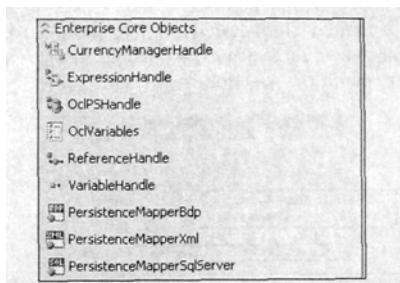 Enterprise Core Objects
CurrencyManagerHandle
ExpressionHandle
OclPSHandle
OclVariables
ReferenceHandle
VariableHandle
PersistenceMapperBdp
PersistenceMapperXml
PersistenceMapperSqlServer